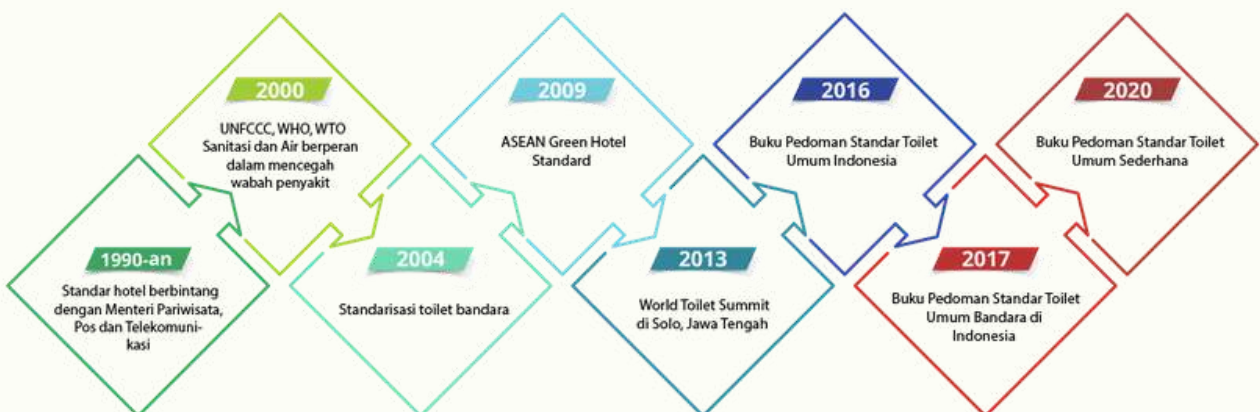 1990-an
Standar hotel berbintang
dengan Menteri Pariwisata,
Pos dan Telekomuni-
kasi
2000
UNFCCC, WHO, WTO
Sanitasi dan Air berperan
dalam mencegah
wabah penyakit
2004
Standarisasi toilet bandara
2009
ASEAN Green Hotel
Standard
2013
World Toilet Summit
di Solo, Jawa Tengah
2016
Buku Pedoman Standar Toilet
Umum Indonesia
2017
Buku Pedoman Standar Toilet
Umum Bandara di
Indonesia
2020
Buku Pedoman Standar Toilet
Umum Sederhana